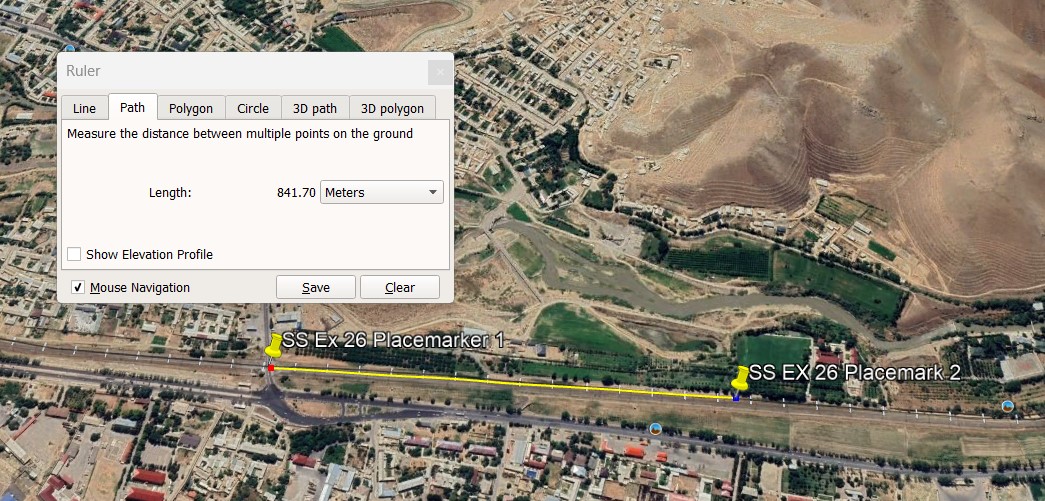 Ruler
Line Path Polygon Circle 3D path 3D polygon
Measure the distance between multiple points on the ground
Length: 841.70 Meters
Show Elevation Profile
Mouse Navigation Save Clear
SS Ex 26 Placemarker 1
SS EX 26 Placemark 2